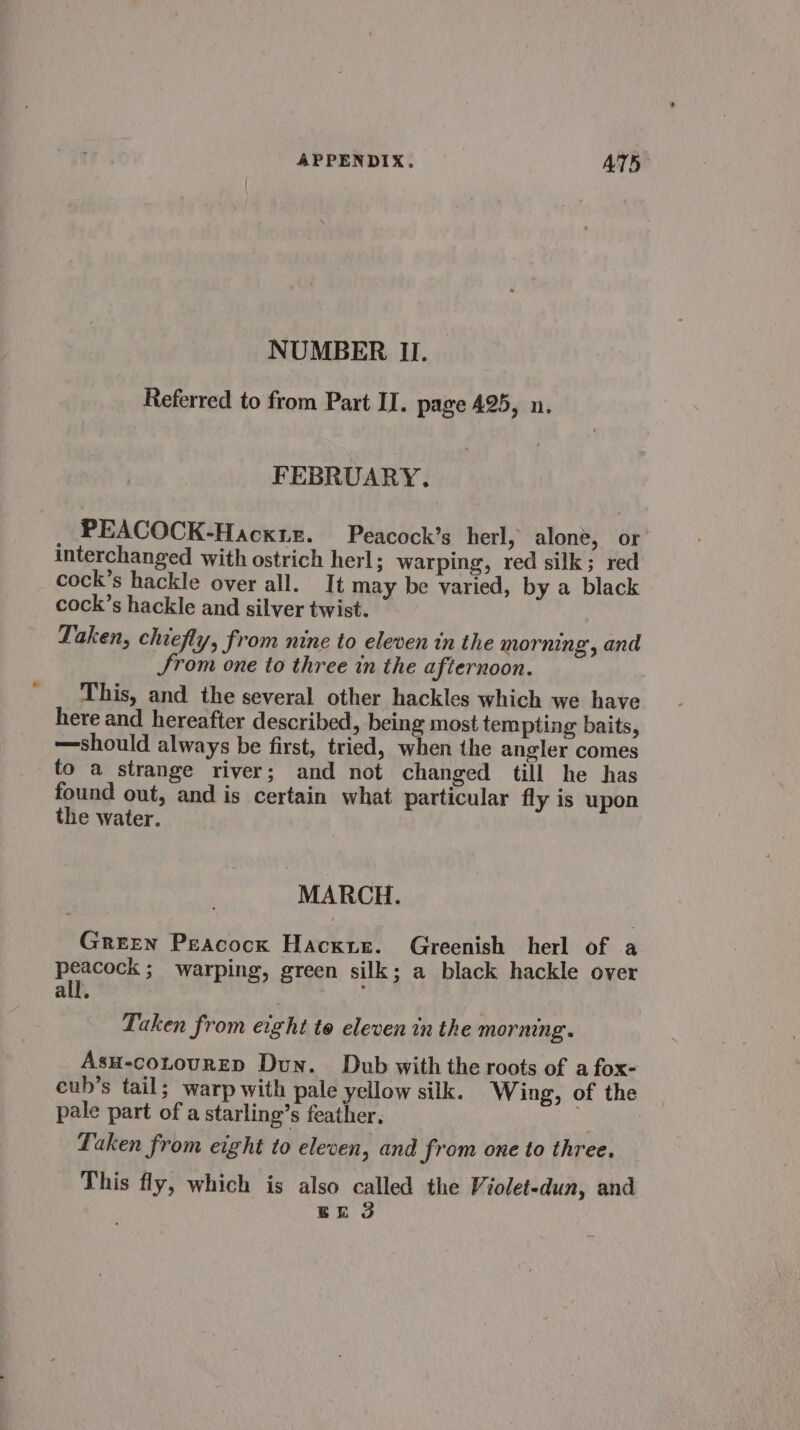 APPENDIX. 475
NUMBER II.
Referred to from Part II. page 425, n.
FEBRUARY.
PEACOCK-HACKLE. Peacock's herl, alone, or
interchanged with ostrich herl; warping, red silk; red
cock's hackle over all. It may be varied, by a black
cock's hackle and silver twist.
Taken, chiefly, from nine to eleven in the morning, and
from one to three in the afternoon.
This, and the several other hackles which we have
here and hereafter described, being most tempting baits,
—should always be first, tried, when the angler comes
to a strange river; and not changed till he has
found out, and is certain what particular fly is upon
the water.
MARCH.
GREEN PEACOCK HACKLE. Greenish herl of a
peacock; warping, green silk; a black hackle over
all.
Taken from eight to eleven in the morning.
ASH-COLOURED DUN. Dub with the roots of a fox-
cub's tail; warp with pale yellow silk. Wing, of the
pale part of a starling's feather.
Taken from eight to eleven, and from one to three.
This fly, which is also called the Violet-dun, and
EE 3